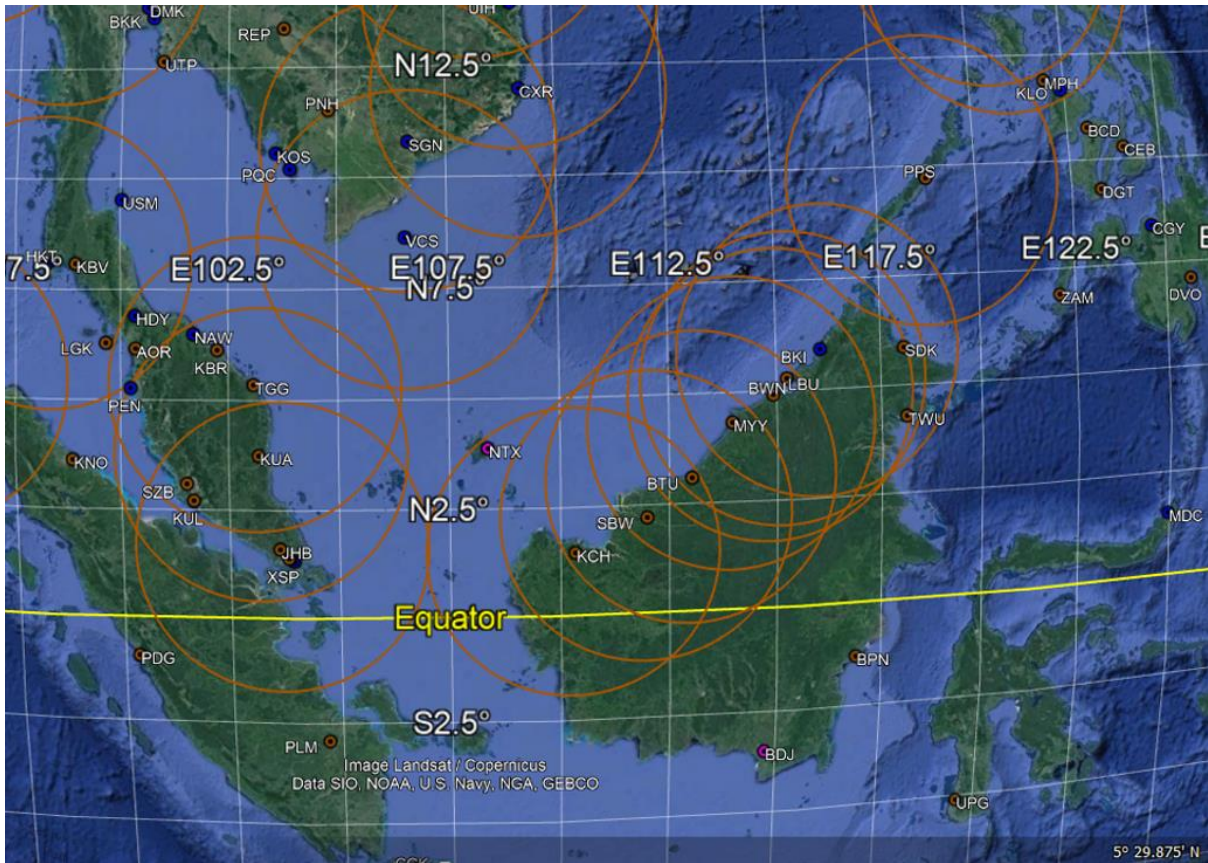 DMK
UIH
BKK
REP
N12.5°
UTP
MPH
KLO
CXR
PNH
BCD
SGN
CEB
KOS
PQC
PPS
DGT
USM
CGY
VCS
HKT
KBV
7.5°
E102.5°
E107.5°
E112.5°
E117.5°
E122.5°
E
N7.5°
DVO
ZAM
HDY
NAW
LGK
AOR
KBR
BKI
SDK
TGG
PEN
BWN
LBU
TWU
MYY
NTX
KNO
KUA
SZB
BTU
KUL
N2.5°
SBW
MDC
JHB
KCH
XSP
Equator
PDG
BPN
S2.5°
PLM
BDJ
Image Landsat / Copernicus
Data SIO, NOAA, U.S. Navy, NGA, GEBCO
UPG
5° 29.875' N